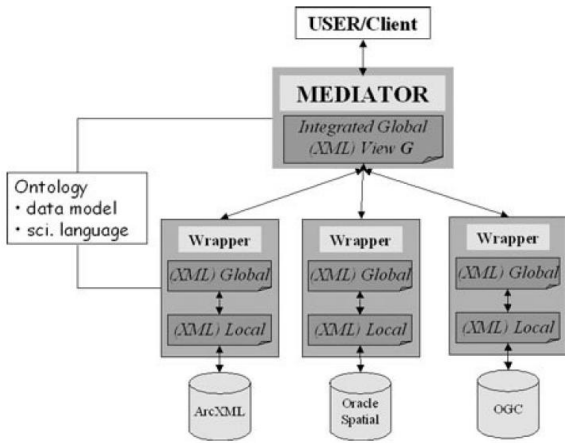 USER/Client
MEDIATOR
Integrated Global
(XML) View G
Ontology
• data model
• sci. language
Wrapper
(XML) Global
(XML) Local
ArcXML
Wrapper
(XML) Global
(XML) Local
Oracle
Spatial
Wrapper
(XML) Global
(XML) Local
OGC